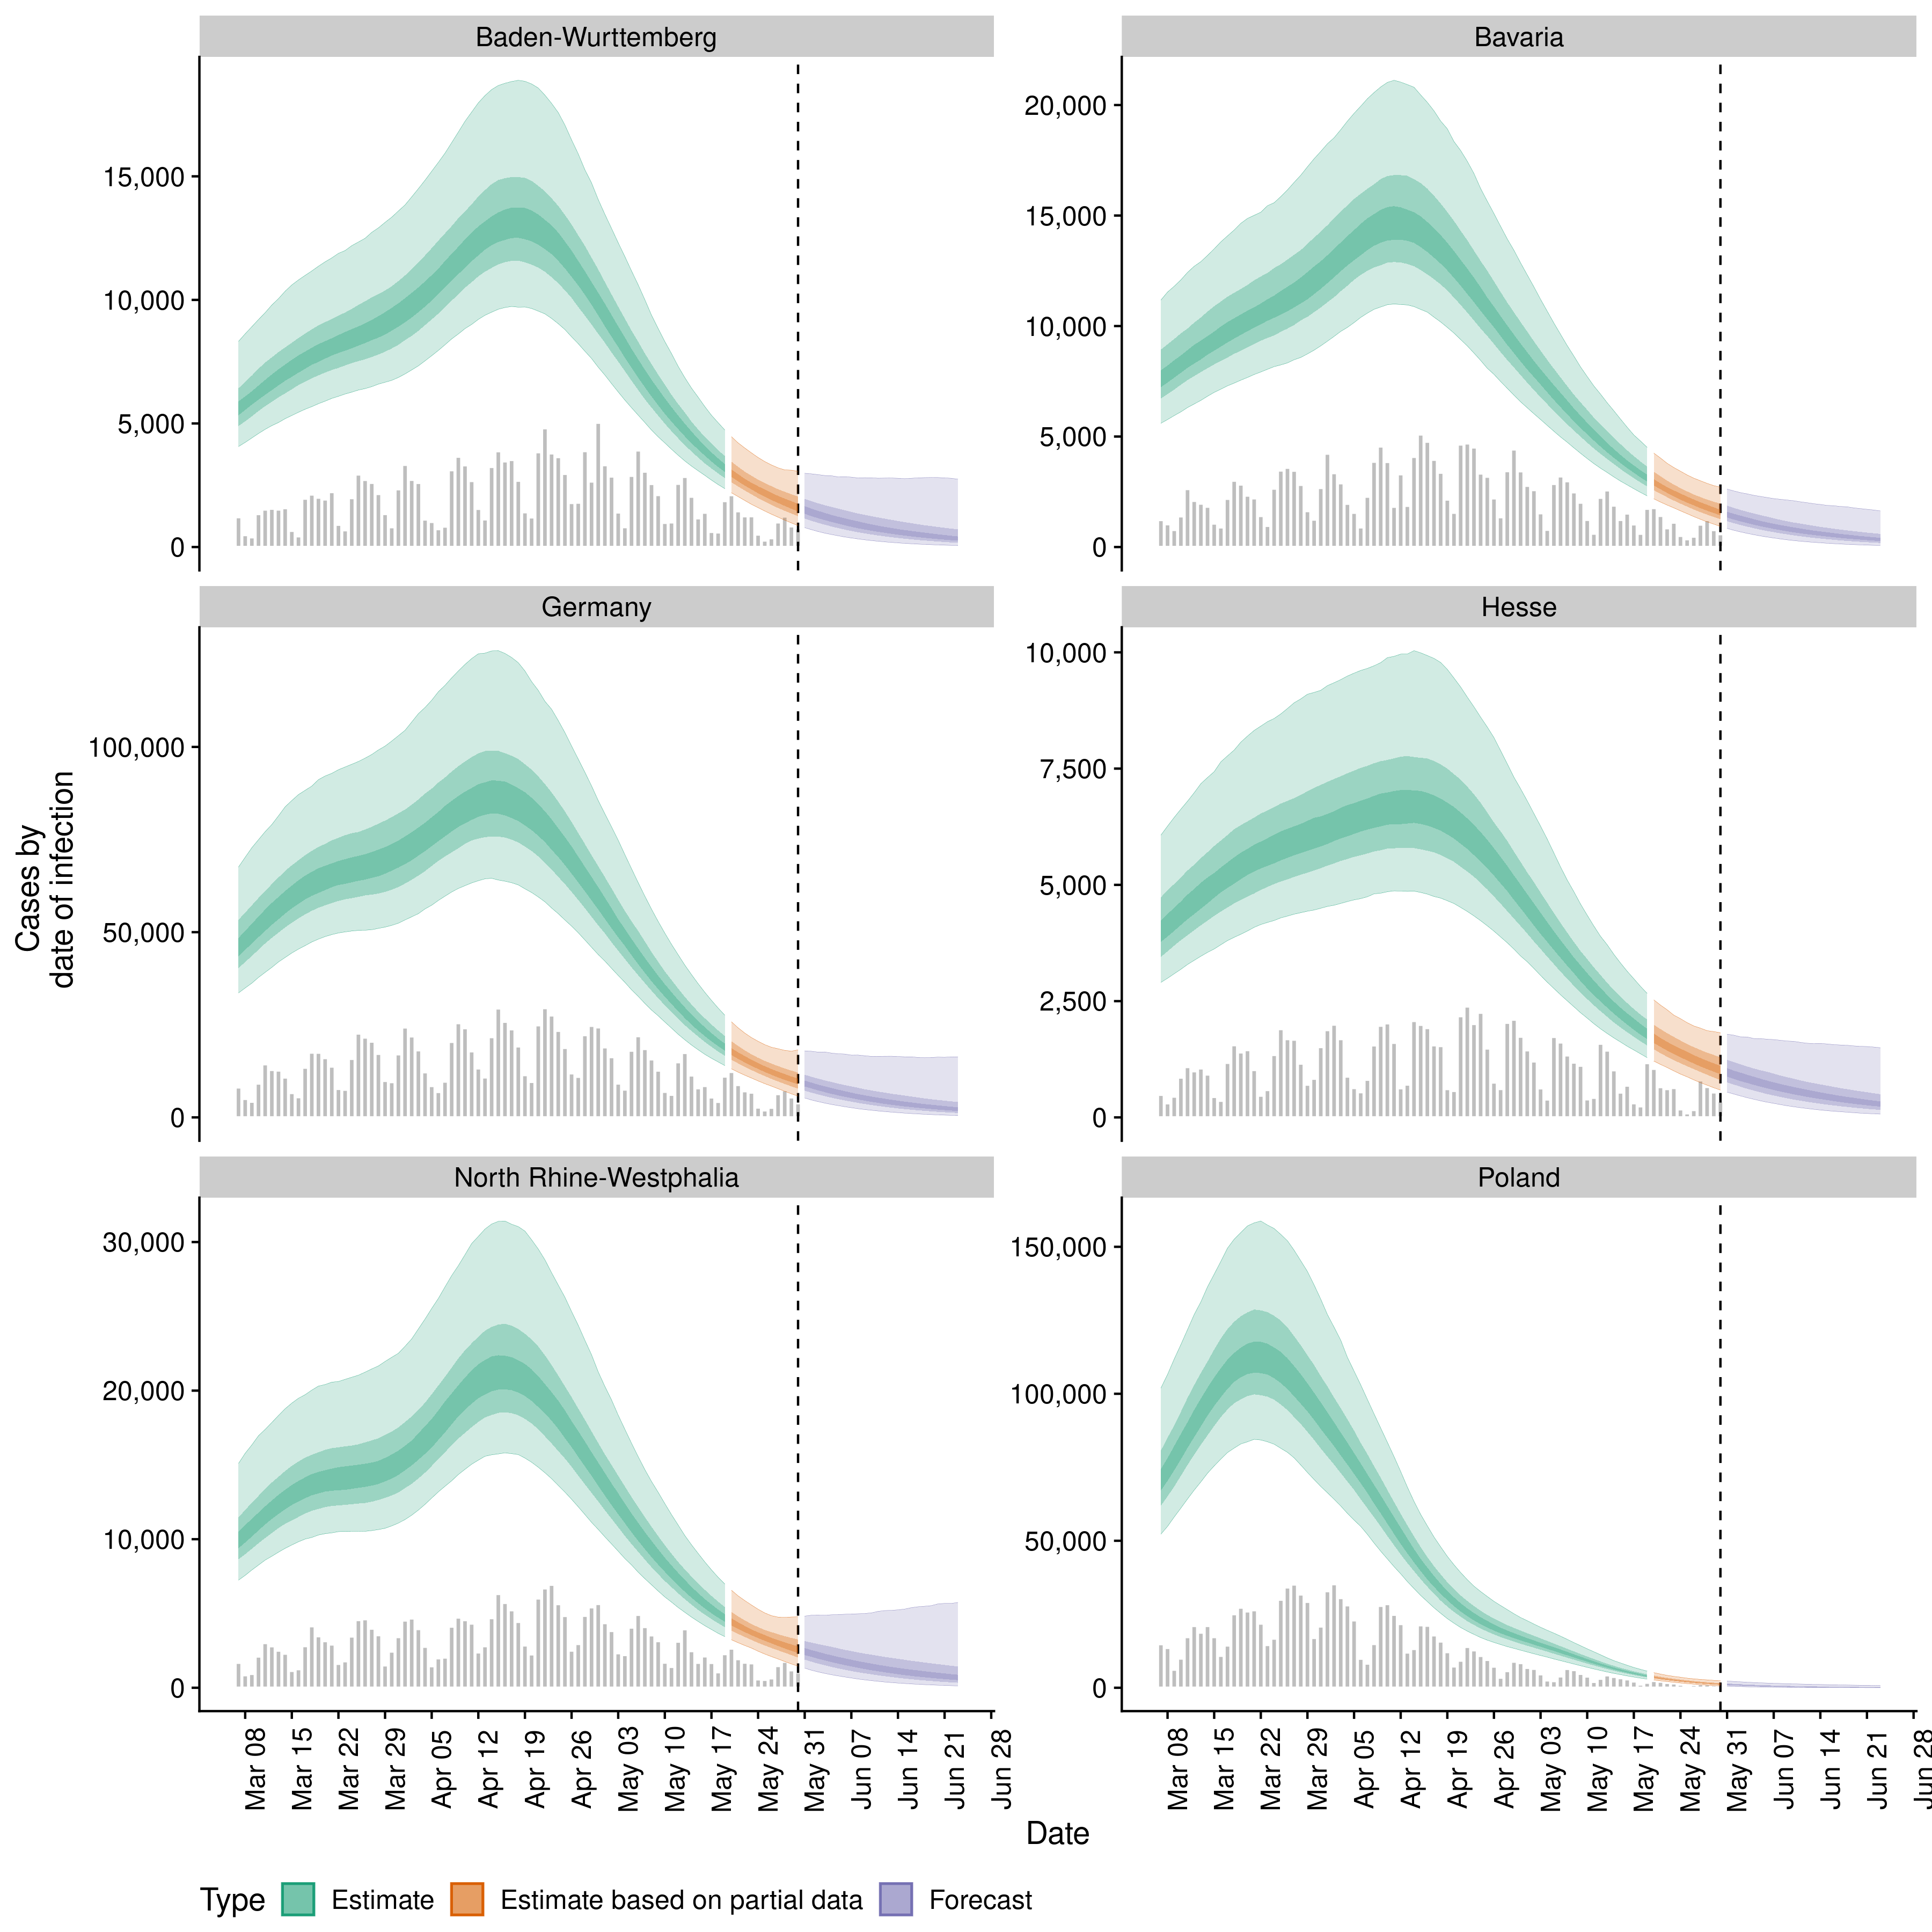 Baden-Wurttemberg
Bavaria
15,000
10,000
5,000
0
20,000
15,000
10,000
5,000
0
Germany
Hesse
100,000
50,000
0
10,000
7,500
5,000
2,500
0
Cases by
date of infection
North Rhine-Westphalia
Poland
30,000
20,000
10,000
0
150,000
100,000
50,000
0
Mar 08
Mar 15
Mar 22
Mar 29
Apr 05
Apr 12
Apr 19
Apr 26
May 03
May 10
May 17
May 24
May 31
Jun 07
Jun 14
Jun 21
Jun 28
Mar 08
Mar 15
Mar 22
Mar 29
Apr 05
Apr 12
Apr 19
Apr 26
May 03
May 10
May 17
May 24
May 31
Jun 07
Jun 14
Jun 21
Jun 28
Date
Type Estimate Estimate based on partial data Forecast